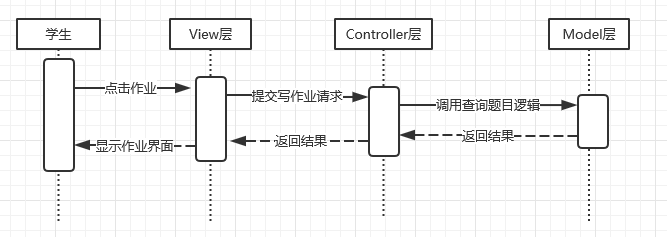 学生
View层
Controller层
Model层
点击作业
提交写作业请求
调用查询题目逻辑
显示作业界面
返回结果
返回结果